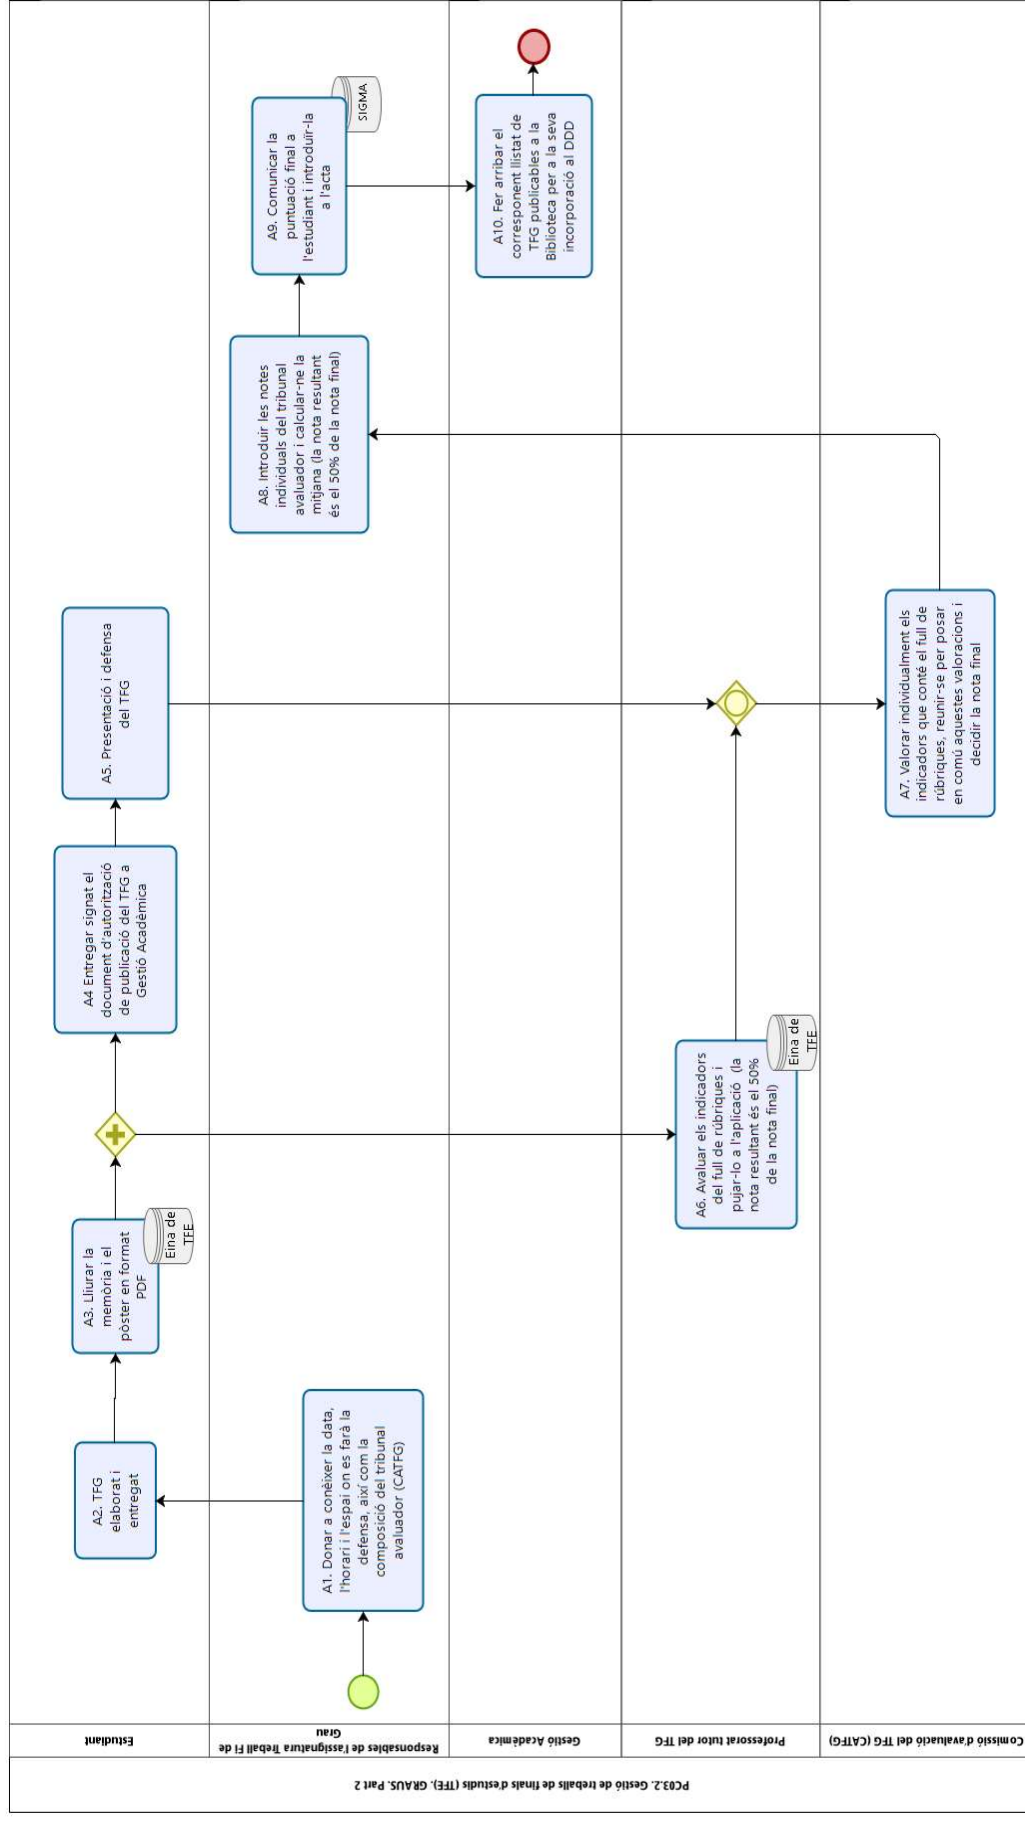 PC03.2. Gestió de treballs de finals d'estudis (TFE). GRAUS. Part 2
Estudiant
Responsables de l'assignatura Treball Fi de
Grau
Gestió Acadèmica
Professorat tutor del TFG
Comissió d'avaluació del TFG (CATFG)
A1. Donar a conèixer la data,
l'horari i l'espai on es farà la
defensa, així com la
composició del tribunal
avaluador (CATFG)
A2. TFG
elaborat i
entregat
A3. Lliurar la
memòria i el
pòster en format
PDF
Eina de
TFE
A4 Entregar signat el
document d'autorització
de publicació del TFG a
Gestió Acadèmica
A5. Presentació i defensa
del TFG
A6. Avaluar els indicadors
del full de rúbriques i
pujar-lo a l'aplicació (la
nota resultant és el 50%
de la nota final)
Eina de
TFE
A7. Valorar individualment els
indicadors que conté el full de
rúbriques, reunir-se per posar
en comú aquestes valoracions i
decidir la nota final
A8. Introduir les notes
individuals del tribunal
avaluador i calcular-ne la
mitjana (la nota resultant
és el 50% de la nota final)
A9. Comunicar la
puntuació final a
l'estudiant i introduir-la
a l'acta
SIGMA
A10. Fer arribar el
corresponent llistat de
TFG publicables a la
Biblioteca per a la seva
incorporació al DDD